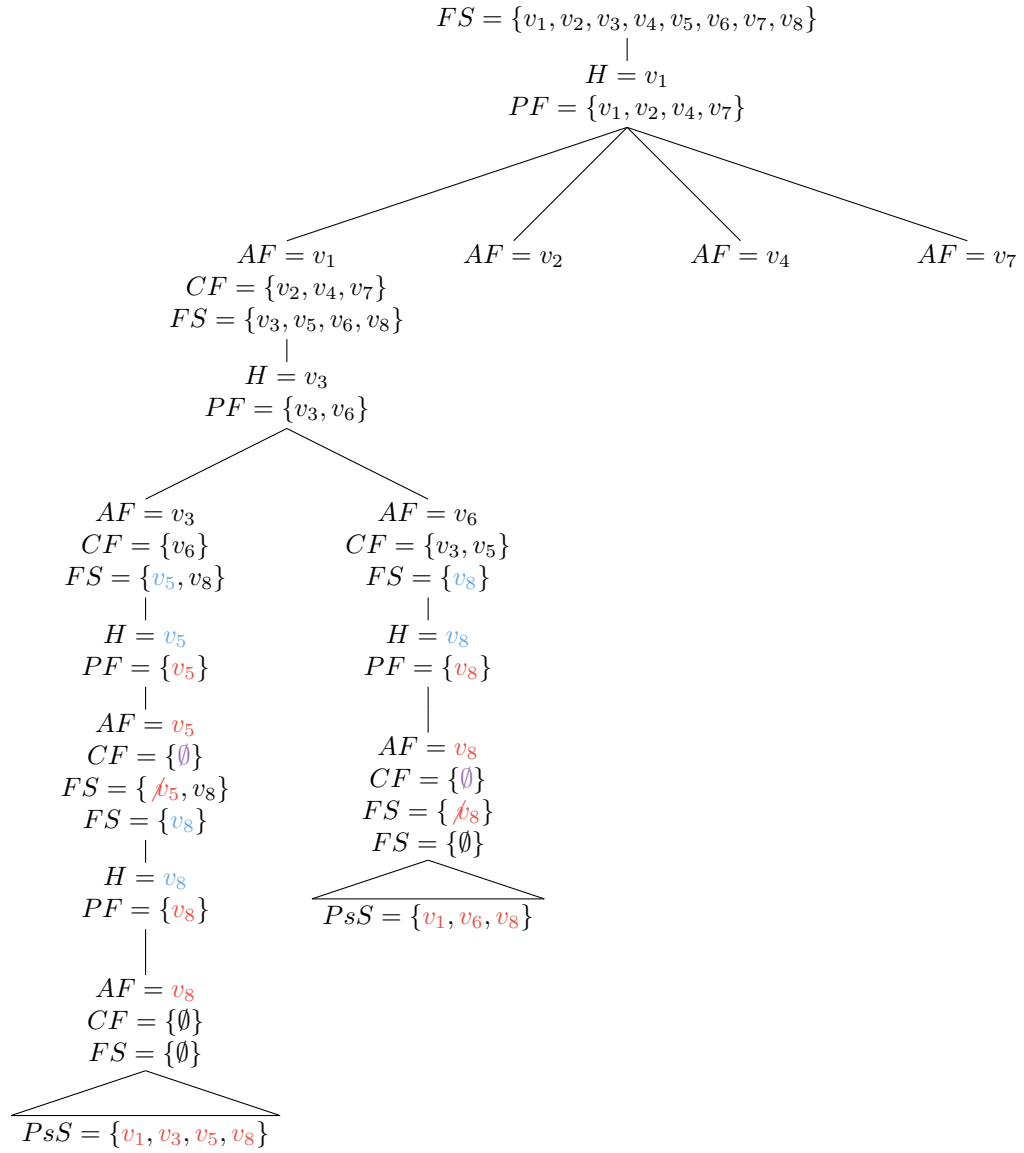 FS = {v₁, v₂, v₃, v₄, v₅, v₆, v₇, v₈}
H = v₁
PF = {v₁, v₂, v₄, v₇}
AF = v₁
CF = {v₂, v₄, v₇}
FS = {v₃, v₅, v₆, v₈}
AF = v₂
AF = v₄
AF = v₇
H = v₃
PF = {v₃, v₆}
AF = v₃
CF = {v₆}
FS = {v₅, v₈}
H = v₅
PF = {v₅}
AF = v₅
CF = {∅}
FS = {v̸₅, v₈}
FS = {v₈}
H = v₈
PF = {v₈}
AF = v₈
CF = {∅}
FS = {∅}
PsS = {v₁, v₃, v₅, v₈}
AF = v₆
CF = {v₃, v₅}
FS = {v₈}
H = v₈
PF = {v₈}
AF = v₈
CF = {∅}
FS = {v̸₈}
FS = {∅}
PsS = {v₁, v₆, v₈}